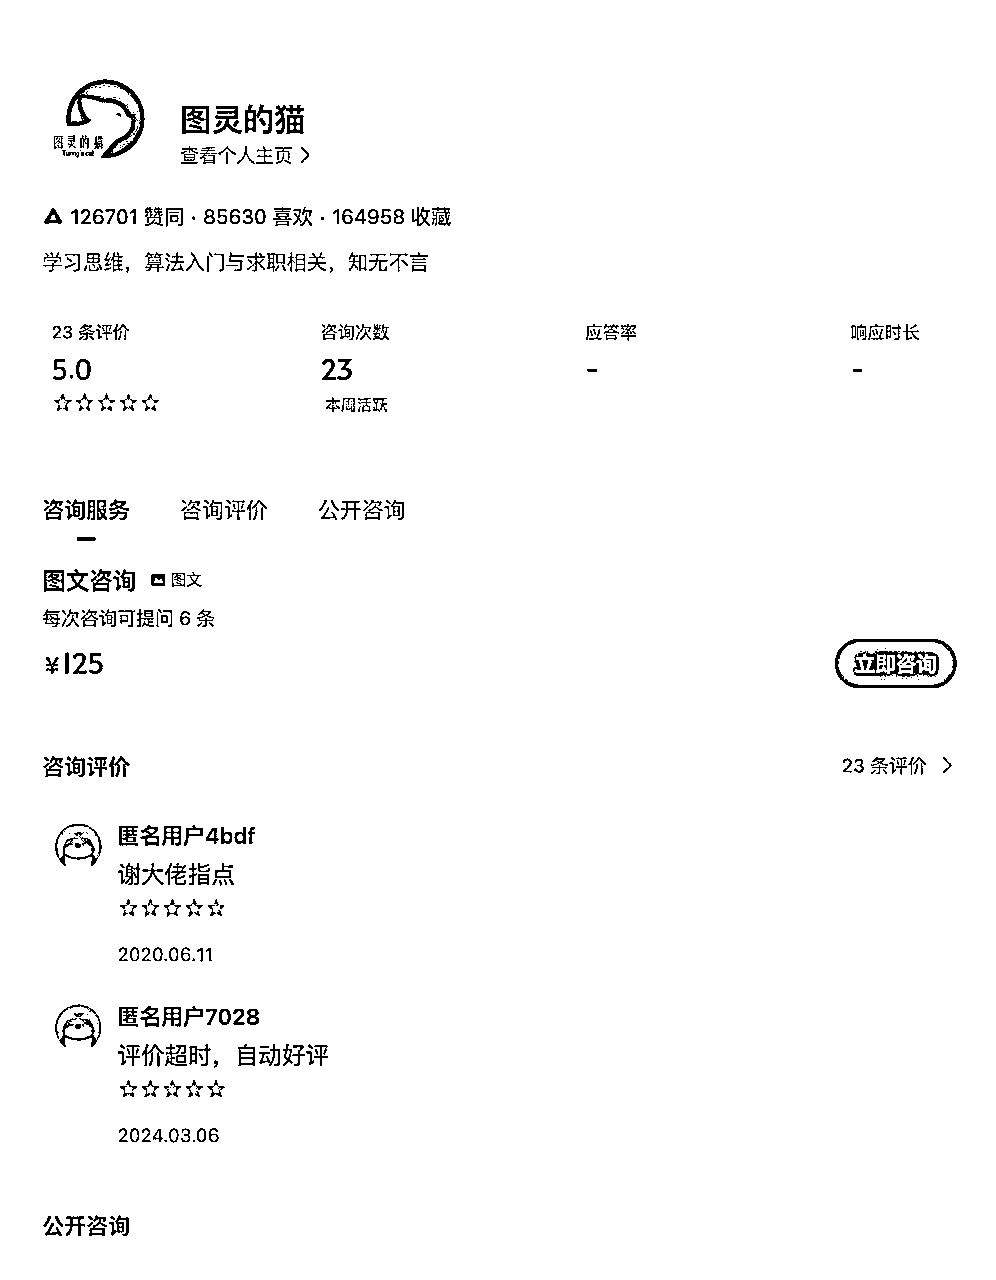 图灵的猫
Turing's cat
图灵的猫
查看个人主页
126701 赞同 · 85630 喜欢 · 164958 收藏
学习思维，算法入门与求职相关，知无不言
23 条评价 咨询次数 应答率 响应时长
5.0 23 - -
本周活跃
咨询服务 咨询评价 公开咨询
图文咨询 图文
每次咨询可提问 6 条
¥125 立即咨询
咨询评价 23 条评价
匿名用户4bdf
谢大佬指点
2020.06.11
匿名用户7028
评价超时，自动好评
2024.03.06
公开咨询